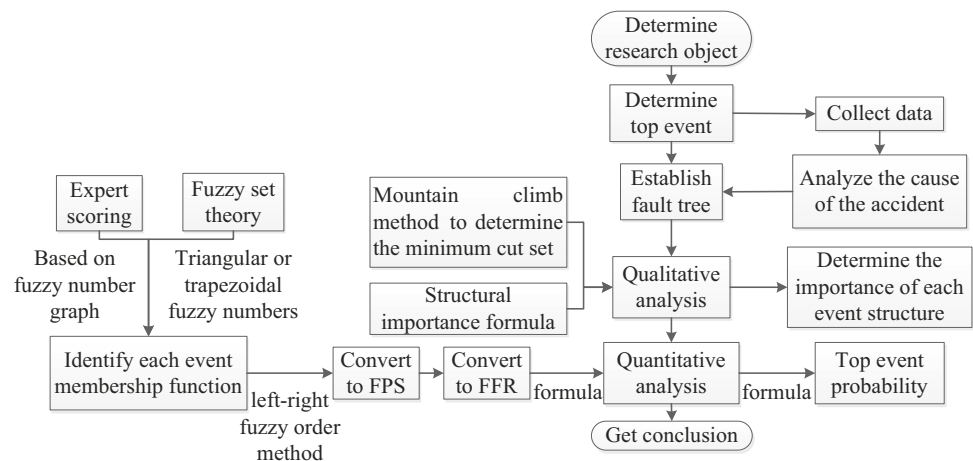 Determine
research object
Determine
top event
Collect data
Establish
fault tree
Analyze the cause
of the accident
Expert
scoring
Fuzzy set
theory
Mountain climb
method to determine
the minimum cut set
Based on
fuzzy number
graph
Triangular or
trapezoidal
fuzzy numbers
Structural
importance formula
Qualitative
analysis
Determine the
importance of each
event structure
Identify each event
membership function
left-right
fuzzy order
method
Convert
to FPS
Convert
to FFR
formula
Quantitative
analysis
formula
Top event
probability
Get conclusion